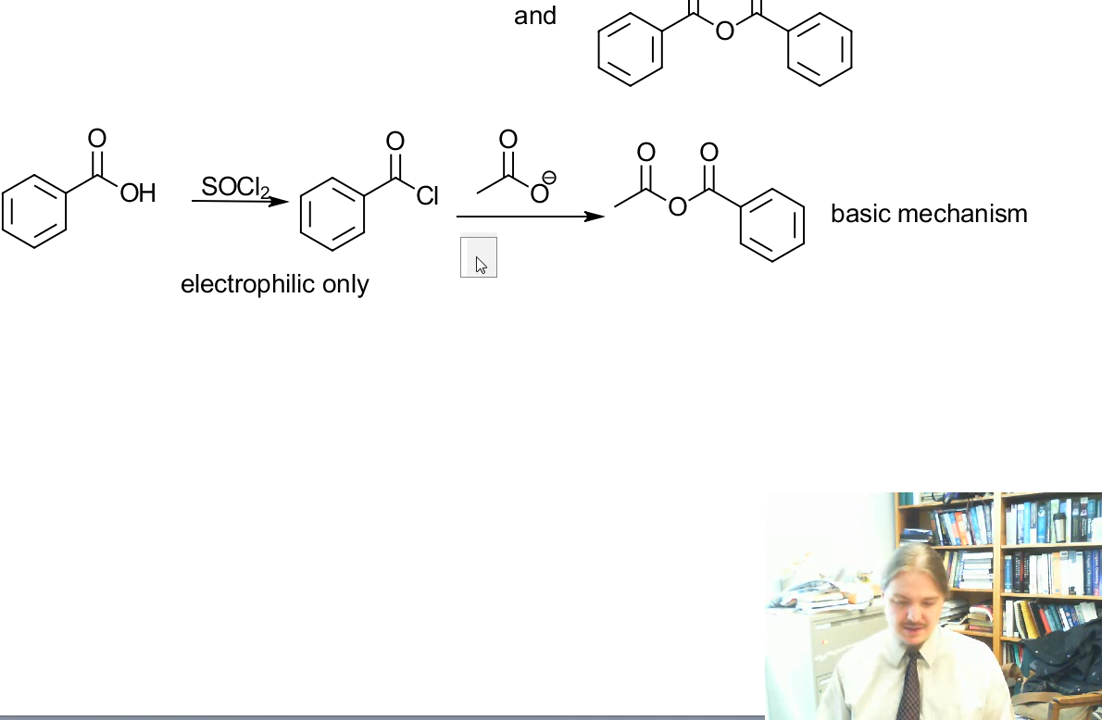 and
O
O O O O O
OH SOCl2 Cl O⊖ O basic mechanism
electrophilic only